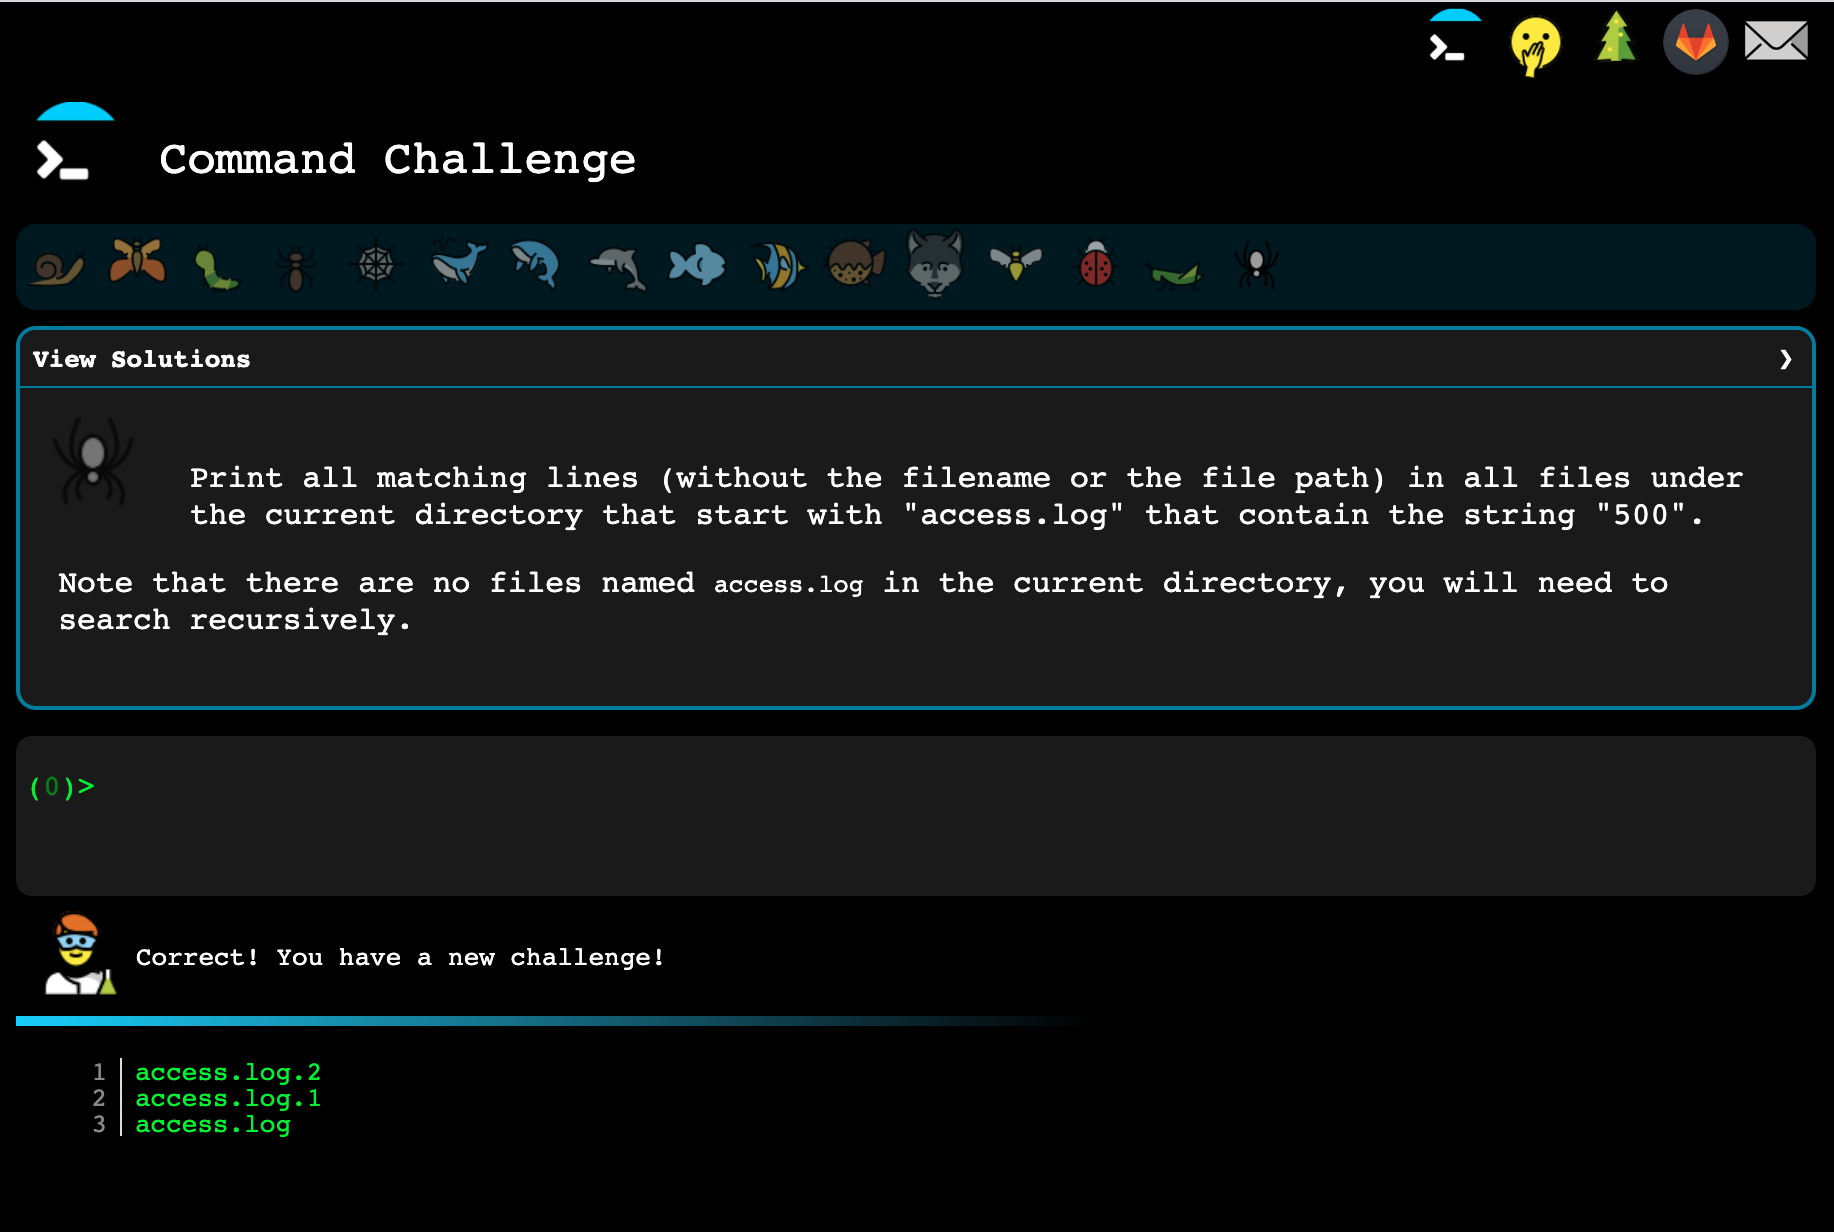 Command Challenge
View Solutions ❯
Print all matching lines (without the filename or the file path) in all files under
the current directory that start with "access.log" that contain the string "500".
Note that there are no files named access.log in the current directory, you will need to
search recursively.
(0)>
Correct! You have a new challenge!
1 access.log.2
2 access.log.1
3 access.log